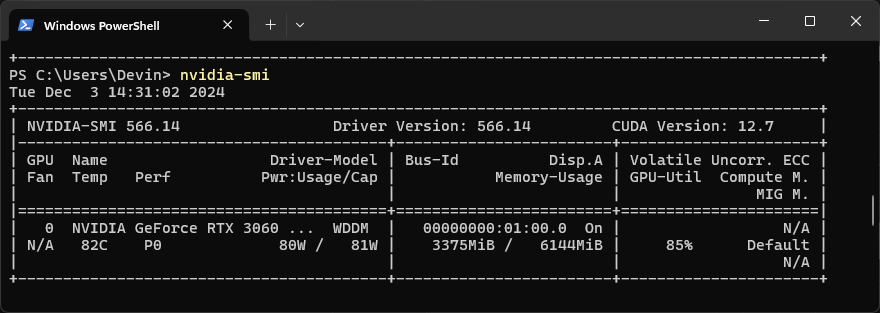 Windows PowerShell
+-----------------------------------------------------------------------------------------+
PS C:\Users\Devin> nvidia-smi
Tue Dec  3 14:31:02 2024
+-----------------------------------------------------------------------------------------+
| NVIDIA-SMI 566.14                 Driver Version: 566.14         CUDA Version: 12.7     |
|-----------------------------------------+------------------------+----------------------+
| GPU  Name                  Driver-Model | Bus-Id          Disp.A | Volatile Uncorr. ECC |
| Fan  Temp   Perf          Pwr:Usage/Cap |           Memory-Usage | GPU-Util  Compute M. |
|                                         |                        |               MIG M. |
|=========================================+========================+======================|
|   0  NVIDIA GeForce RTX 3060 ...  WDDM  |   00000000:01:00.0  On |                  N/A |
| N/A   82C    P0             80W /   81W |    3375MiB /   6144MiB |     85%      Default |
|                                         |                        |                  N/A |
+-----------------------------------------+------------------------+----------------------+